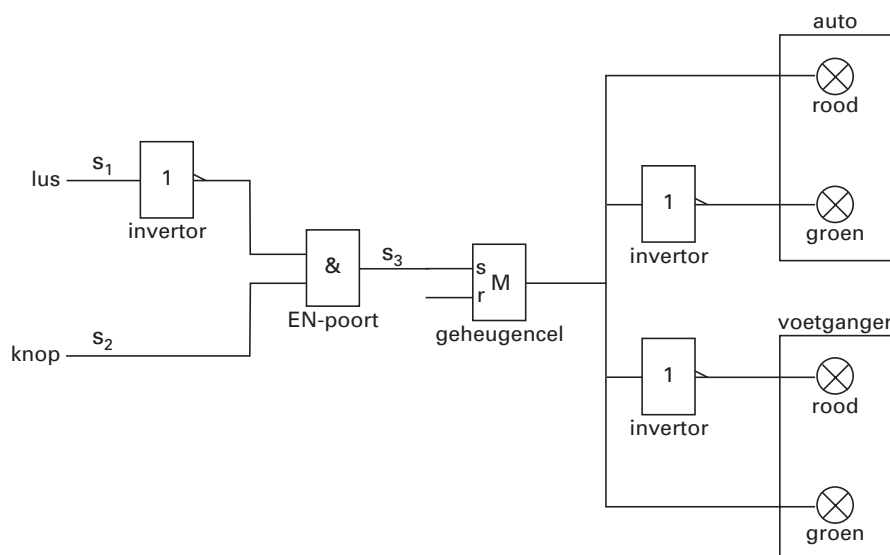 auto
rood
lus
s1
1
invertor
1
groen
invertor
&
s3
s
M
r
EN-poort
geheugencel
knop
s2
voetganger
1
rood
invertor
groen